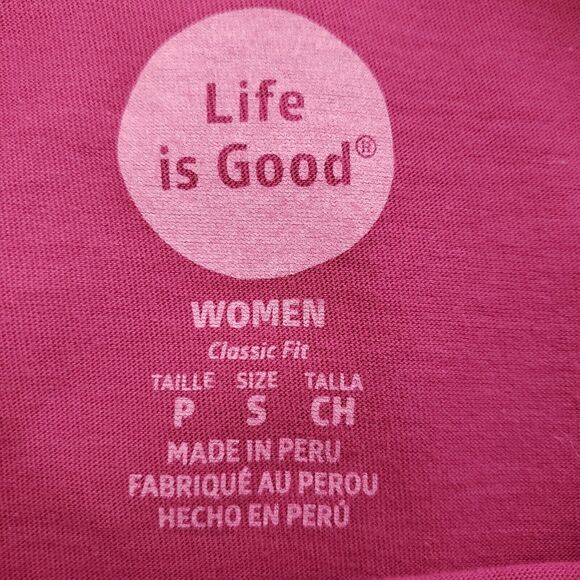 Life
is Good®
WOMEN
Classic Fit
TAILLE SIZE TALLA
P S CH
MADE IN PERU
FABRIQUÉ AU PEROU
HECHO EN PERÚ